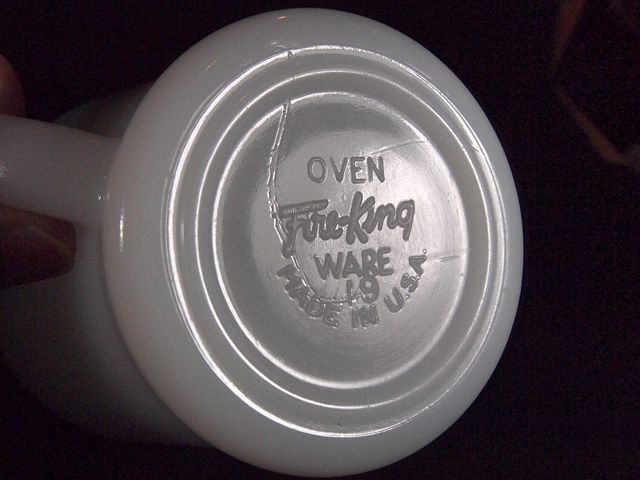 OVEN
Fire-King
WARE
19
MADE IN U.S.A.